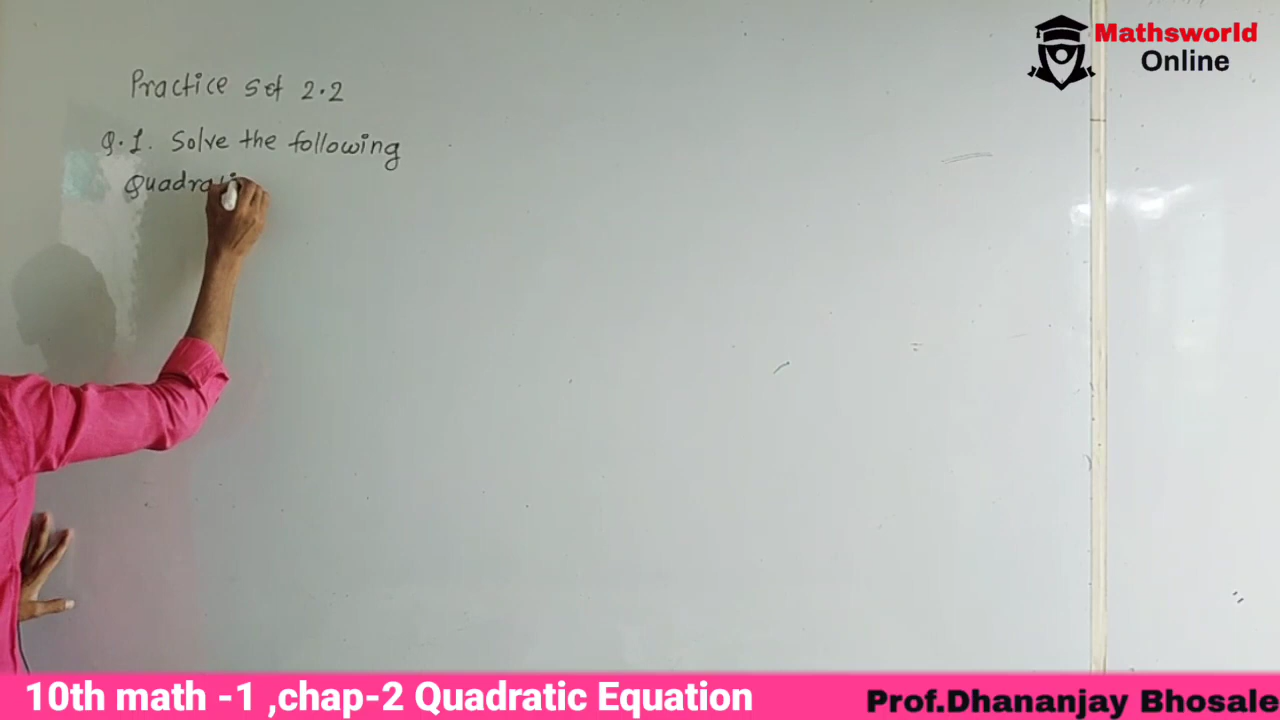 Mathsworld
Online
Practice Set 2.2
Q.1. Solve the following
10th math -1 ,chap-2 Quadratic Equation
Prof.Dhananjay Bhosale